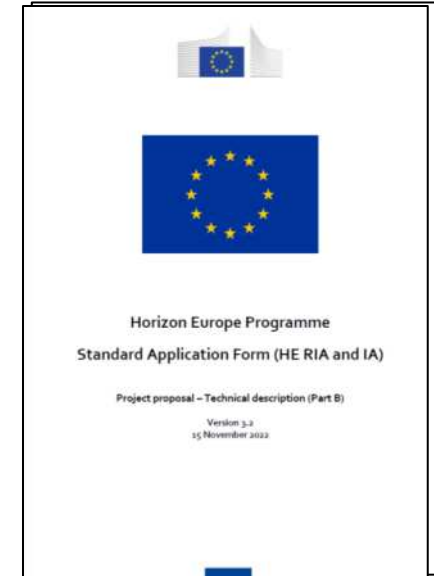 Horizon Europe Programme
Standard Application Form (HE RIA and IA)
Project proposal – Technical description (Part B)
Version 3.2
15 November 2022